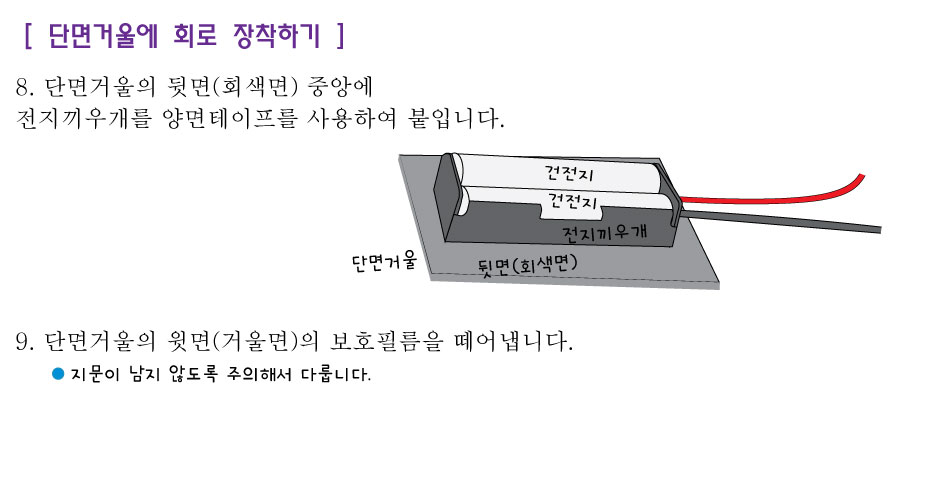 [ 단면거울에 회로 장착하기 ]
8. 단면거울의 뒷면(회색면) 중앙에
전지끼우개를 양면테이프를 사용하여 붙입니다.
건전지
건전지
전지끼우개
단면거울
뒷면(회색면)
9. 단면거울의 윗면(거울면)의 보호필름을 떼어냅니다.
● 지문이 남지 않도록 주의해서 다룹니다.